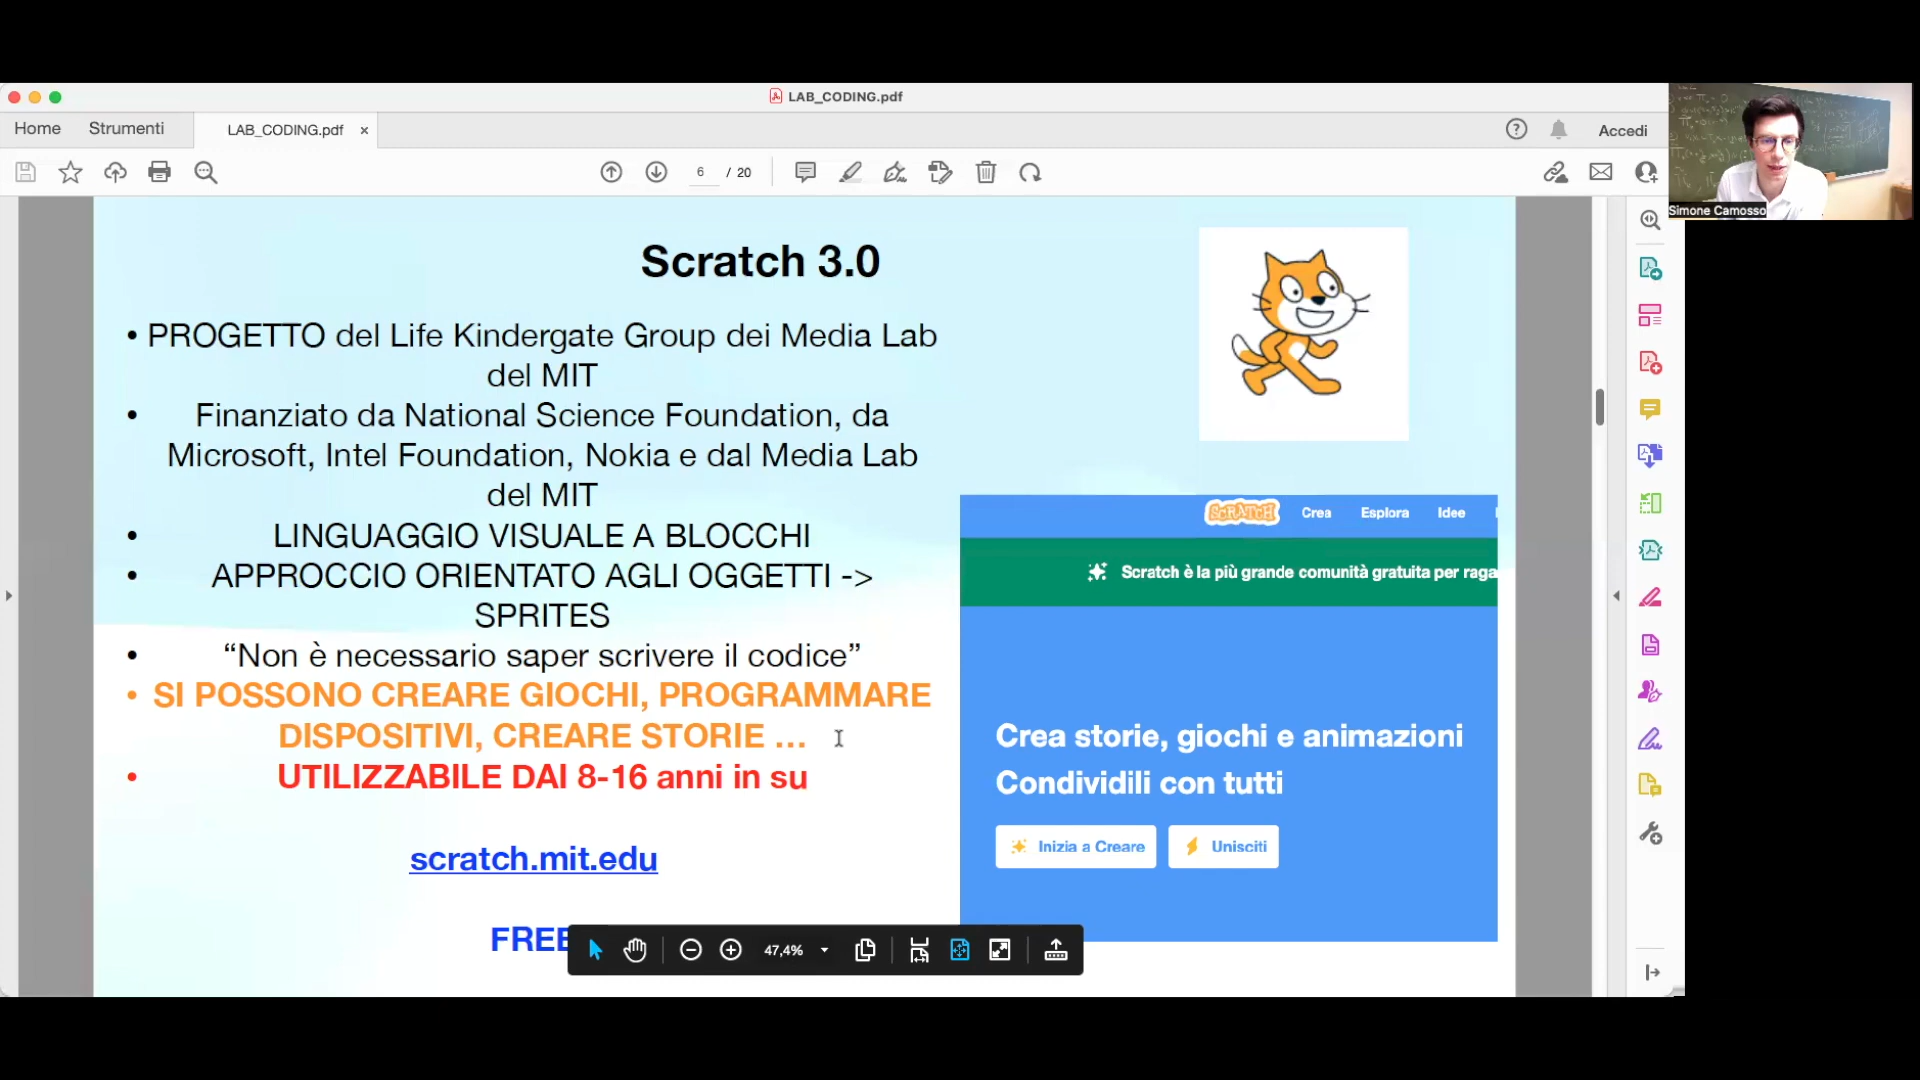 LAB_CODING.pdf
Home Strumenti LAB_CODING.pdf × Accedi
6 / 20
Simone Camosso
Scratch 3.0
• PROGETTO del Life Kindergate Group dei Media Lab
del MIT
• Finanziato da National Science Foundation, da
Microsoft, Intel Foundation, Nokia e dal Media Lab
del MIT
• LINGUAGGIO VISUALE A BLOCCHI
• APPROCCIO ORIENTATO AGLI OGGETTI ->
SPRITES
• “Non è necessario saper scrivere il codice”
• SI POSSONO CREARE GIOCHI, PROGRAMMARE
DISPOSITIVI, CREARE STORIE ...
• UTILIZZABILE DAI 8-16 anni in su
scratch.mit.edu
FREE
SCRATCH Crea Esplora Idee
Scratch è la più grande comunità gratuita per raga
Crea storie, giochi e animazioni
Condividili con tutti
Inizia a Creare Unisciti
47,4%